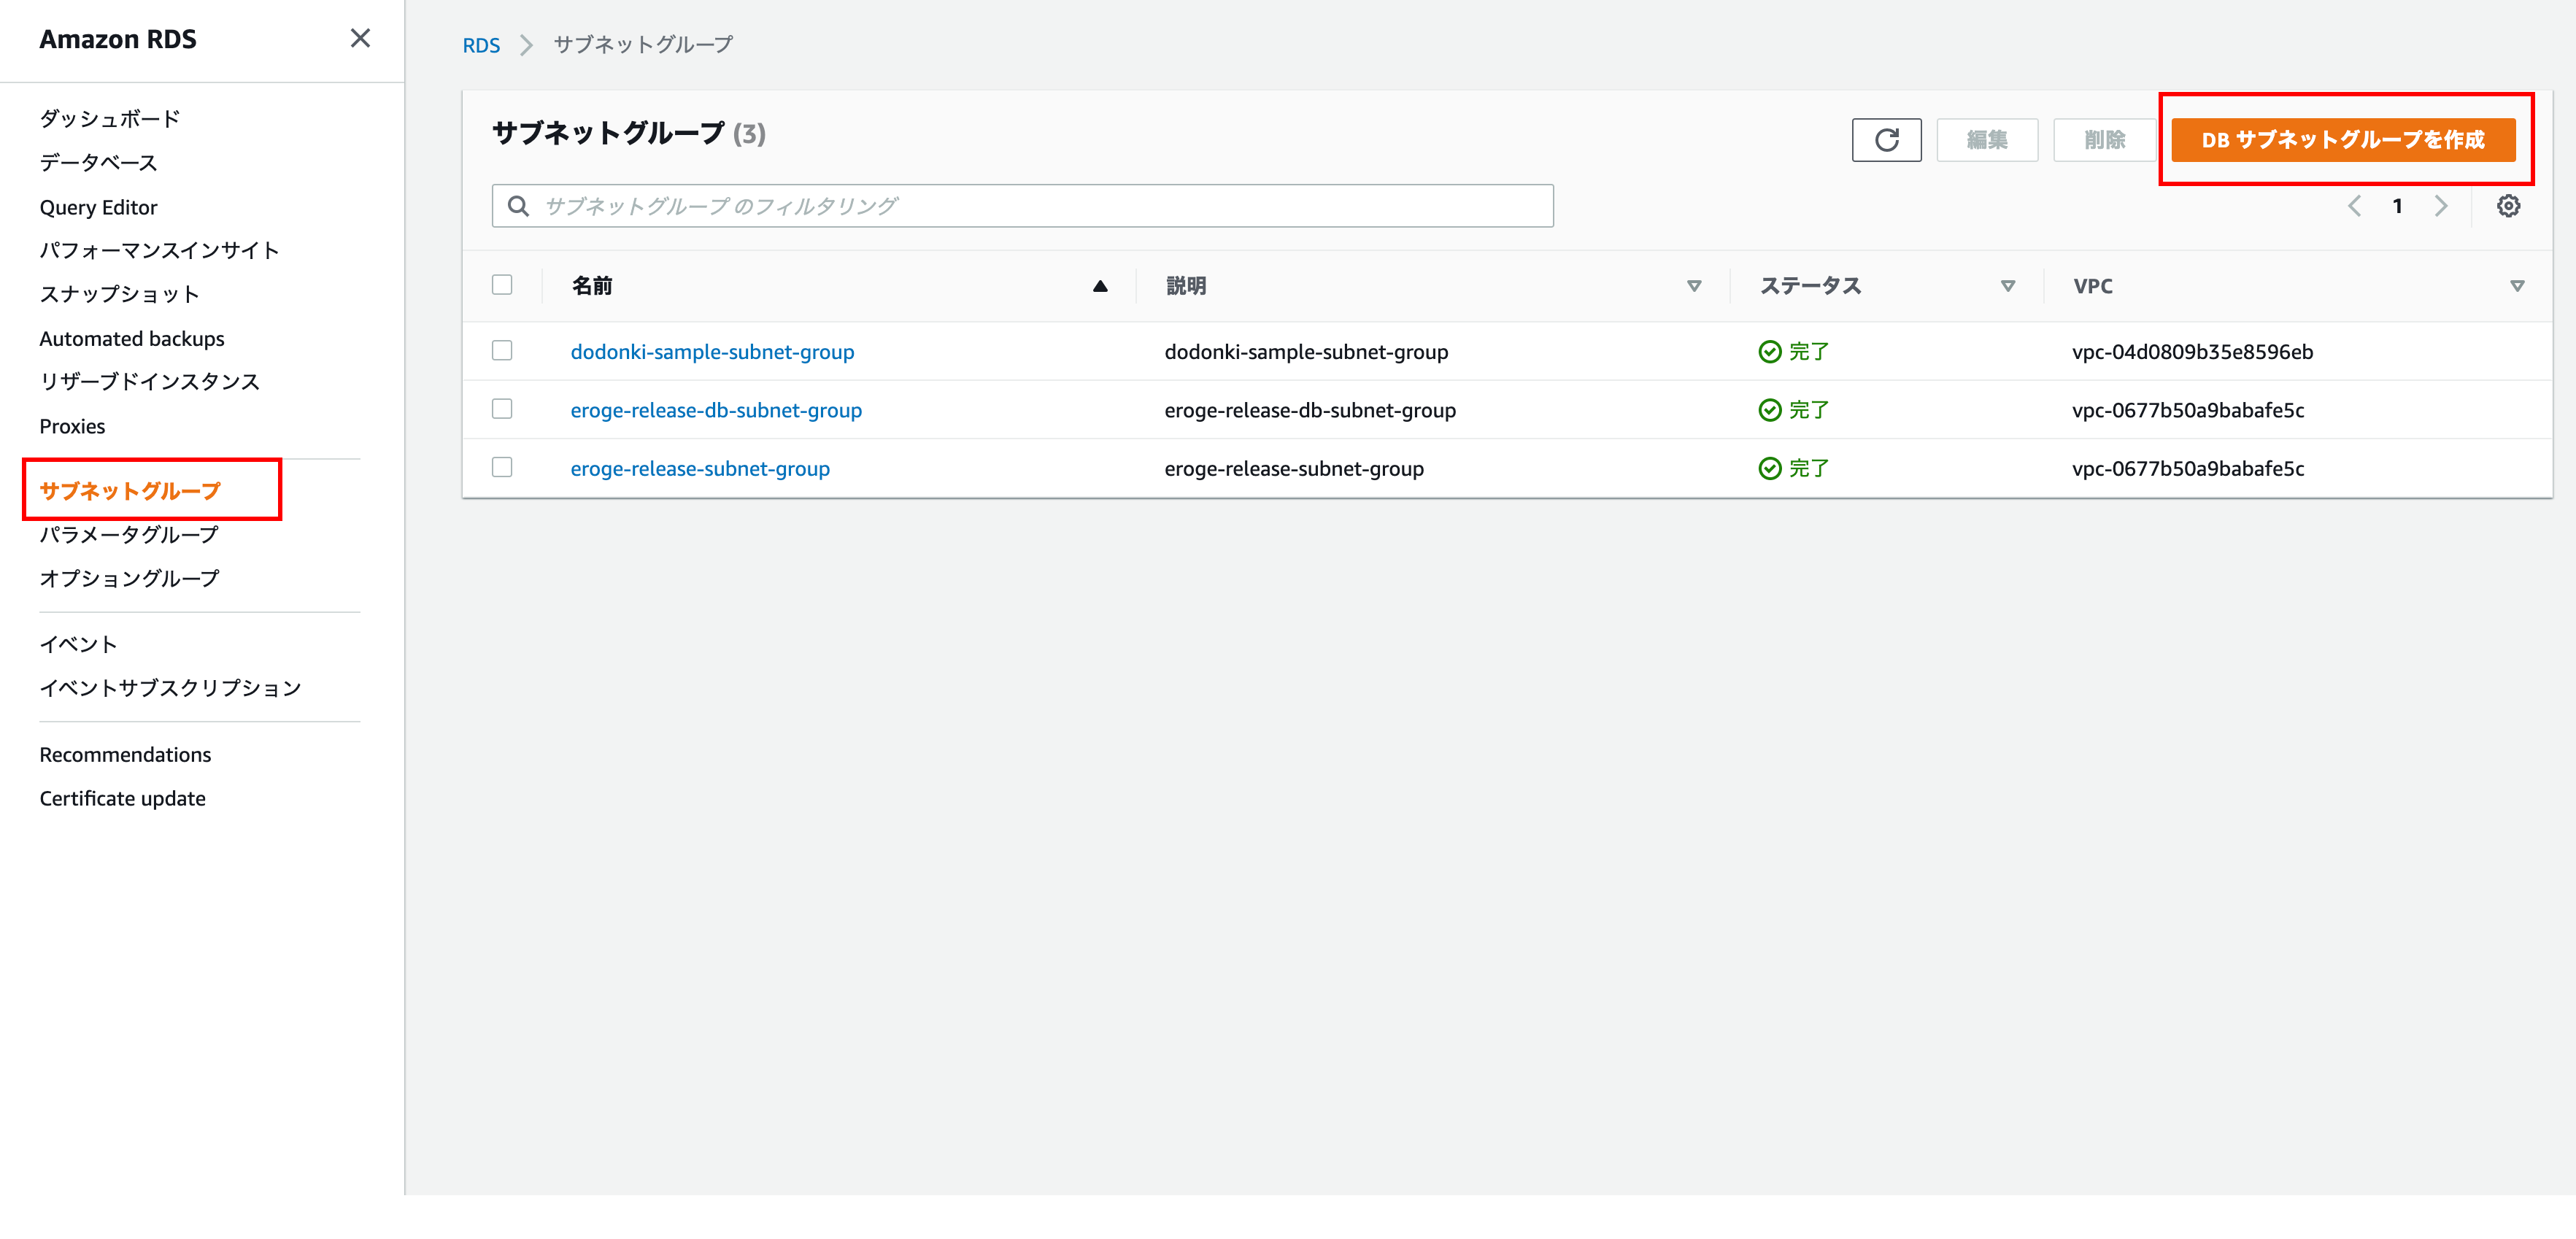 Amazon RDS
ダッシュボード
データベース
Query Editor
パフォーマンスインサイト
スナップショット
Automated backups
リザーブドインスタンス
Proxies
サブネットグループ
パラメータグループ
オプショングループ
イベント
イベントサブスクリプション
Recommendations
Certificate update
RDS サブネットグループ
サブネットグループ (3)
編集 削除 DB サブネットグループを作成
サブネットグループ のフィルタリング
1
名前 説明 ステータス VPC
dodonki-sample-subnet-group dodonki-sample-subnet-group 完了 vpc-04d0809b35e8596eb
eroge-release-db-subnet-group eroge-release-db-subnet-group 完了 vpc-0677b50a9babafe5c
eroge-release-subnet-group eroge-release-subnet-group 完了 vpc-0677b50a9babafe5c